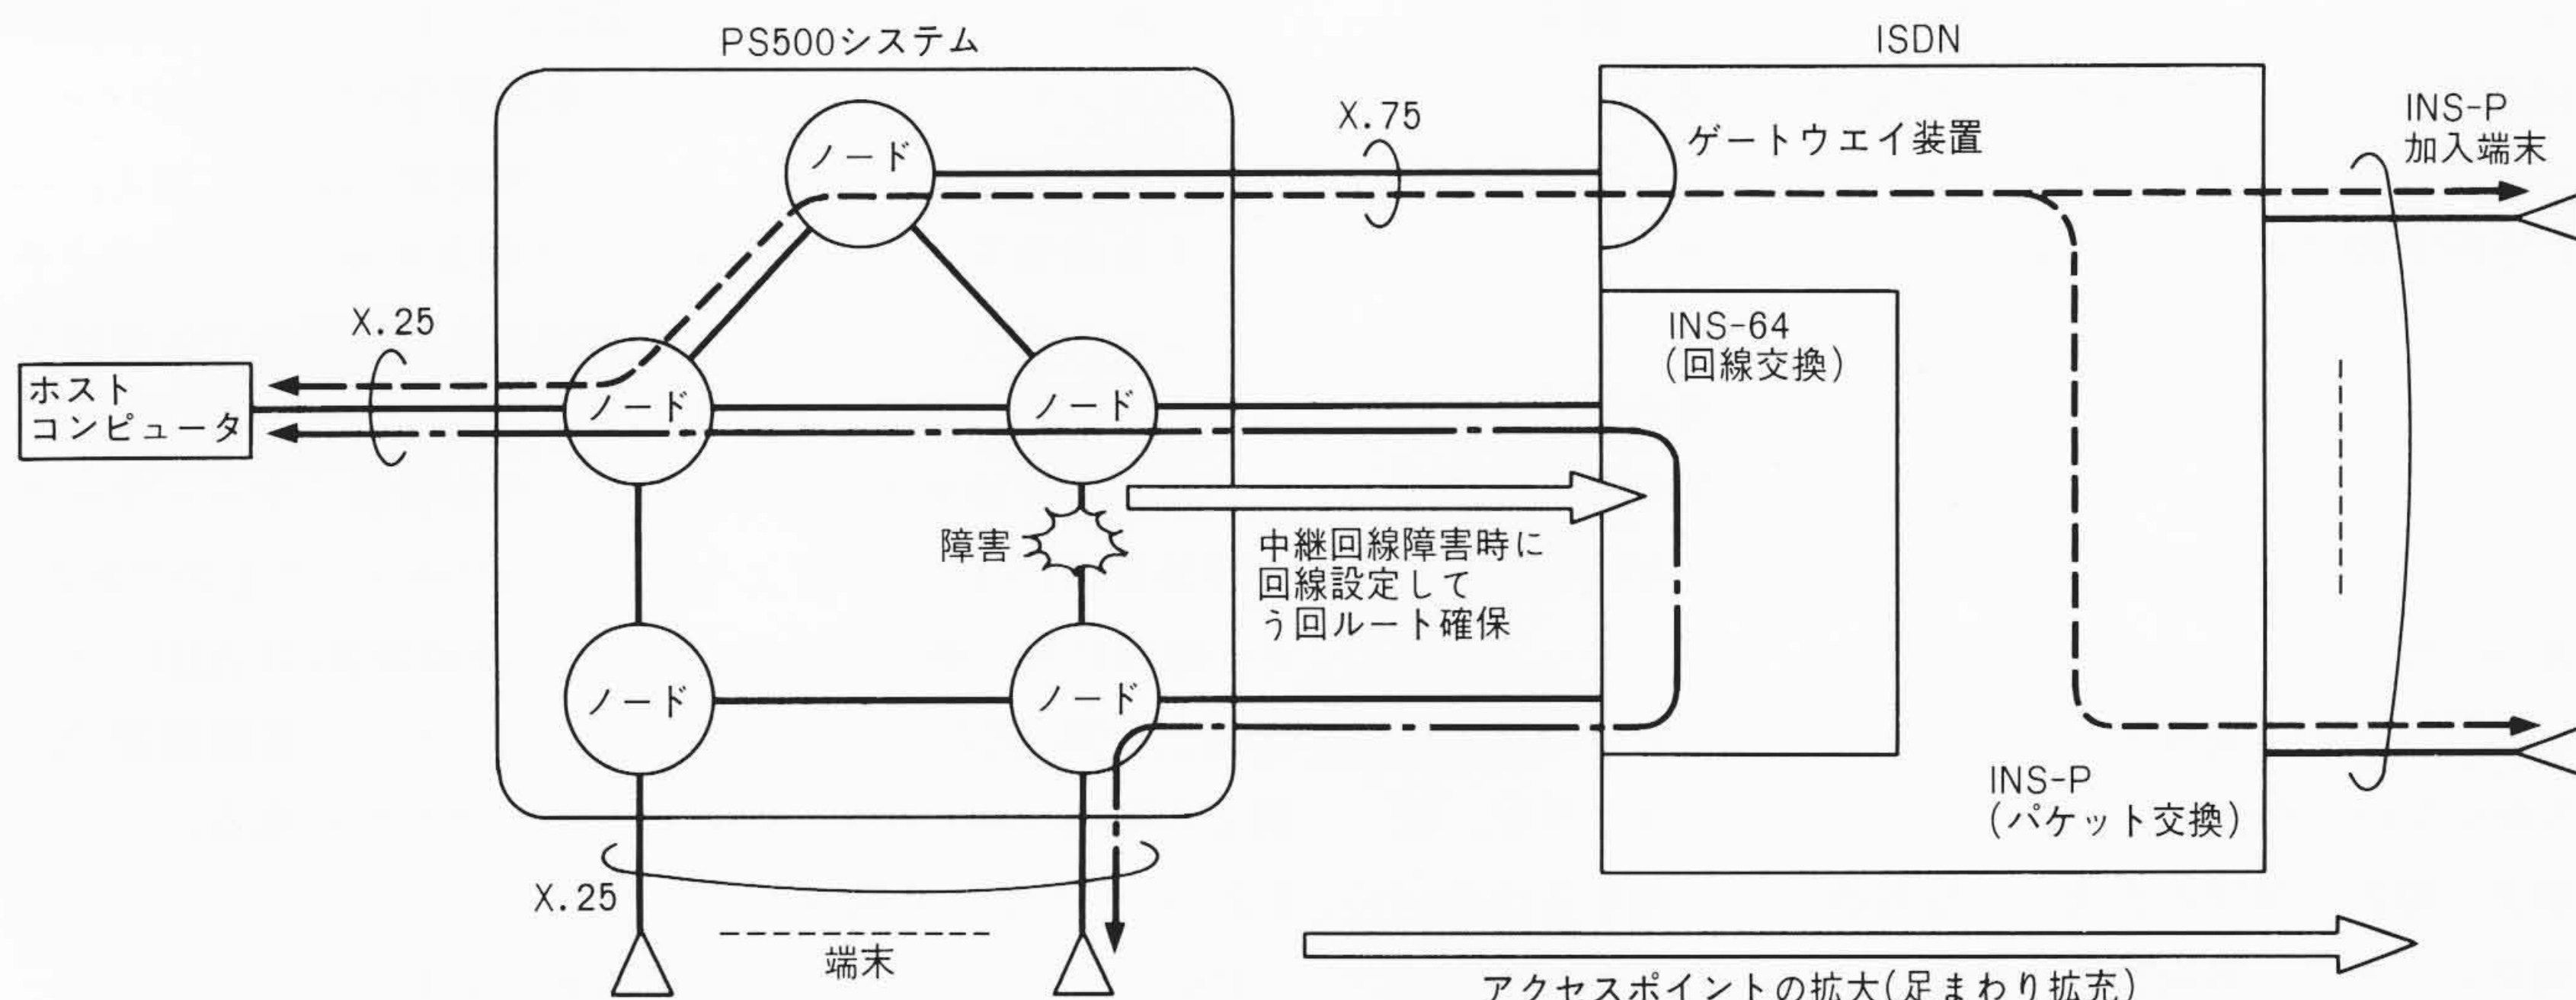 PS500システム
ISDN
X.75
INS-P
加入端末
ノード
ゲートウエイ装置
X.25
INS-64
(回線交換)
ホスト
コンピュータ
ノード
ノード
障害
中継回線障害時に
回線設定して
う回ルート確保
ノード
ノード
INS-P
(パケット交換)
X.25
端末
アクセスポイントの拡大(足まわり拡充)